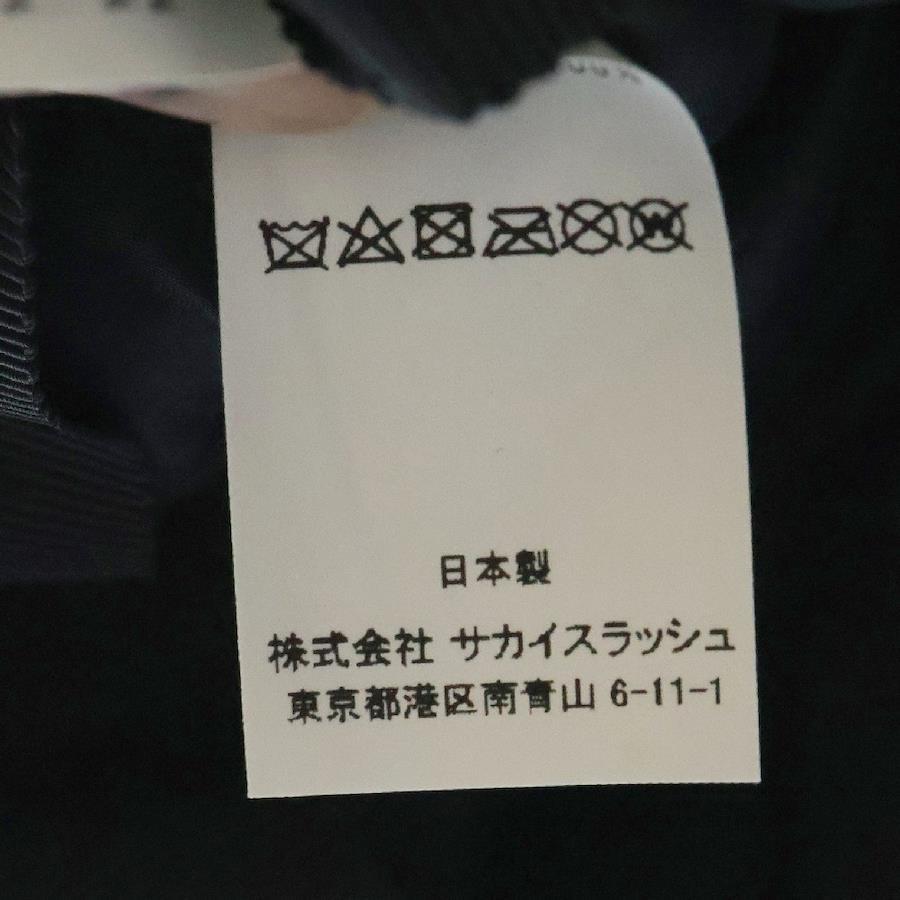 日本製
株式会社 サカイスラッシュ
東京都港区南青山 6-11-1